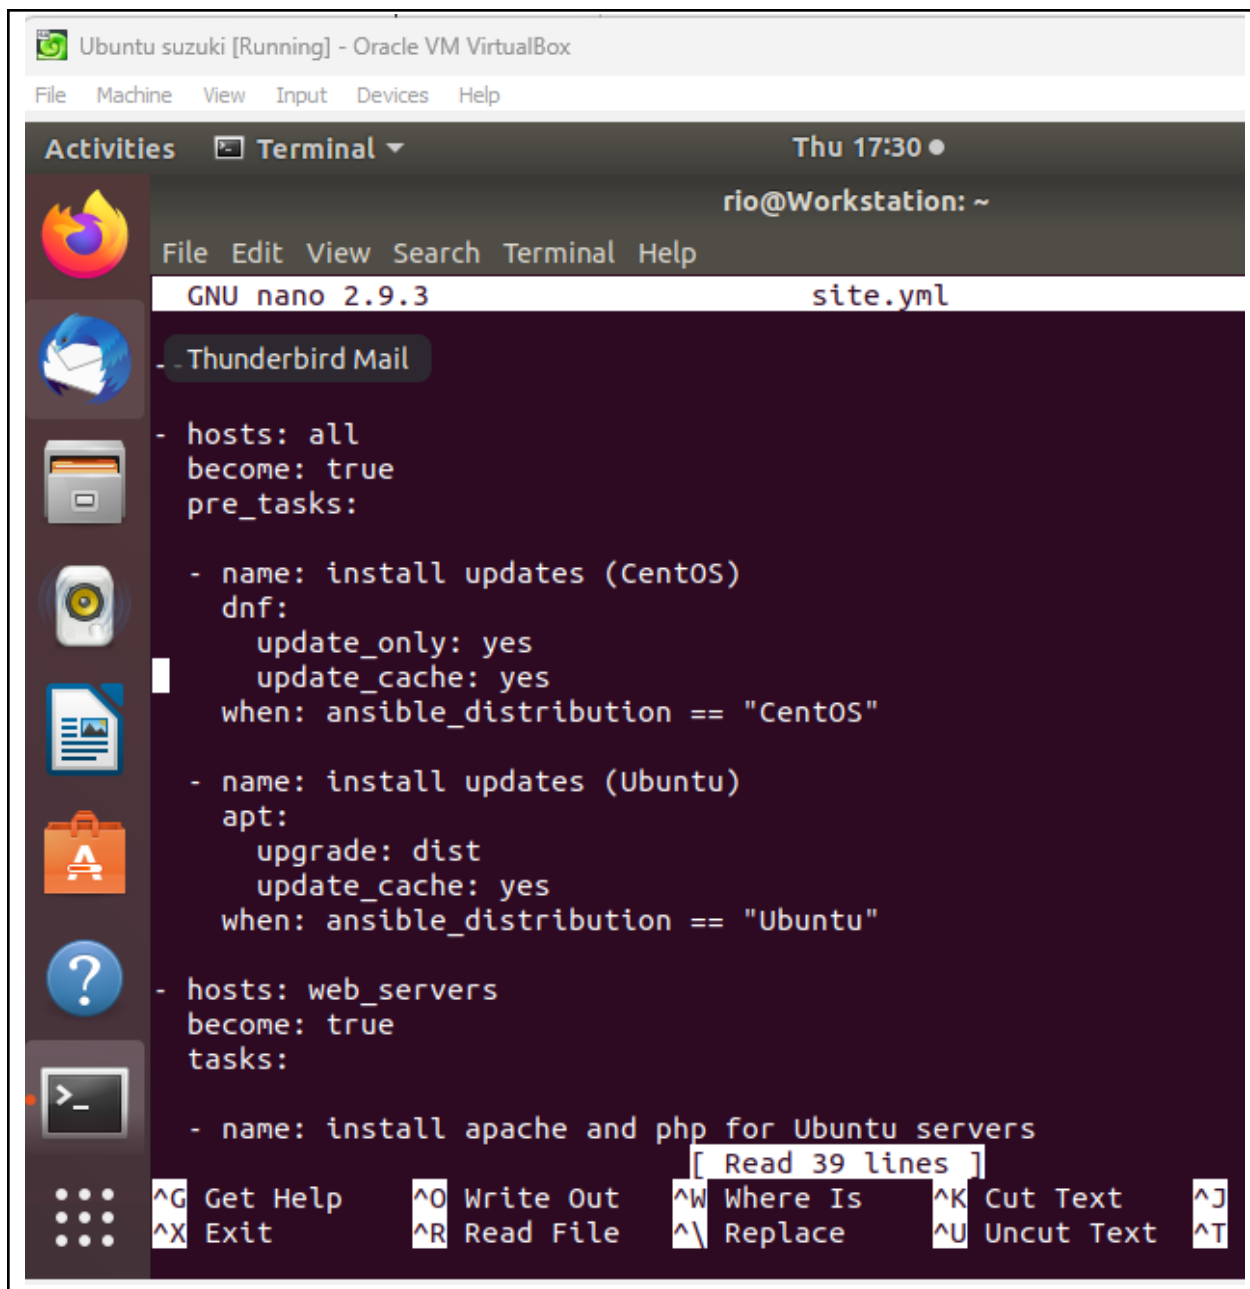 Ubuntu suzuki [Running] - Oracle VM VirtualBox
File Machine View Input Devices Help
Activities Terminal Thu 17:30
rio@Workstation: ~
File Edit View Search Terminal Help
GNU nano 2.9.3 site.yml
--
Thunderbird Mail
- hosts: all
  become: true
  pre_tasks:
  - name: install updates (CentOS)
    dnf:
      update_only: yes
      update_cache: yes
    when: ansible_distribution == "CentOS"
  - name: install updates (Ubuntu)
    apt:
      upgrade: dist
      update_cache: yes
    when: ansible_distribution == "Ubuntu"
- hosts: web_servers
  become: true
  tasks:
  - name: install apache and php for Ubuntu servers
[ Read 39 lines ]
^G Get Help ^O Write Out ^W Where Is ^K Cut Text ^J
^X Exit ^R Read File ^\ Replace ^U Uncut Text ^T